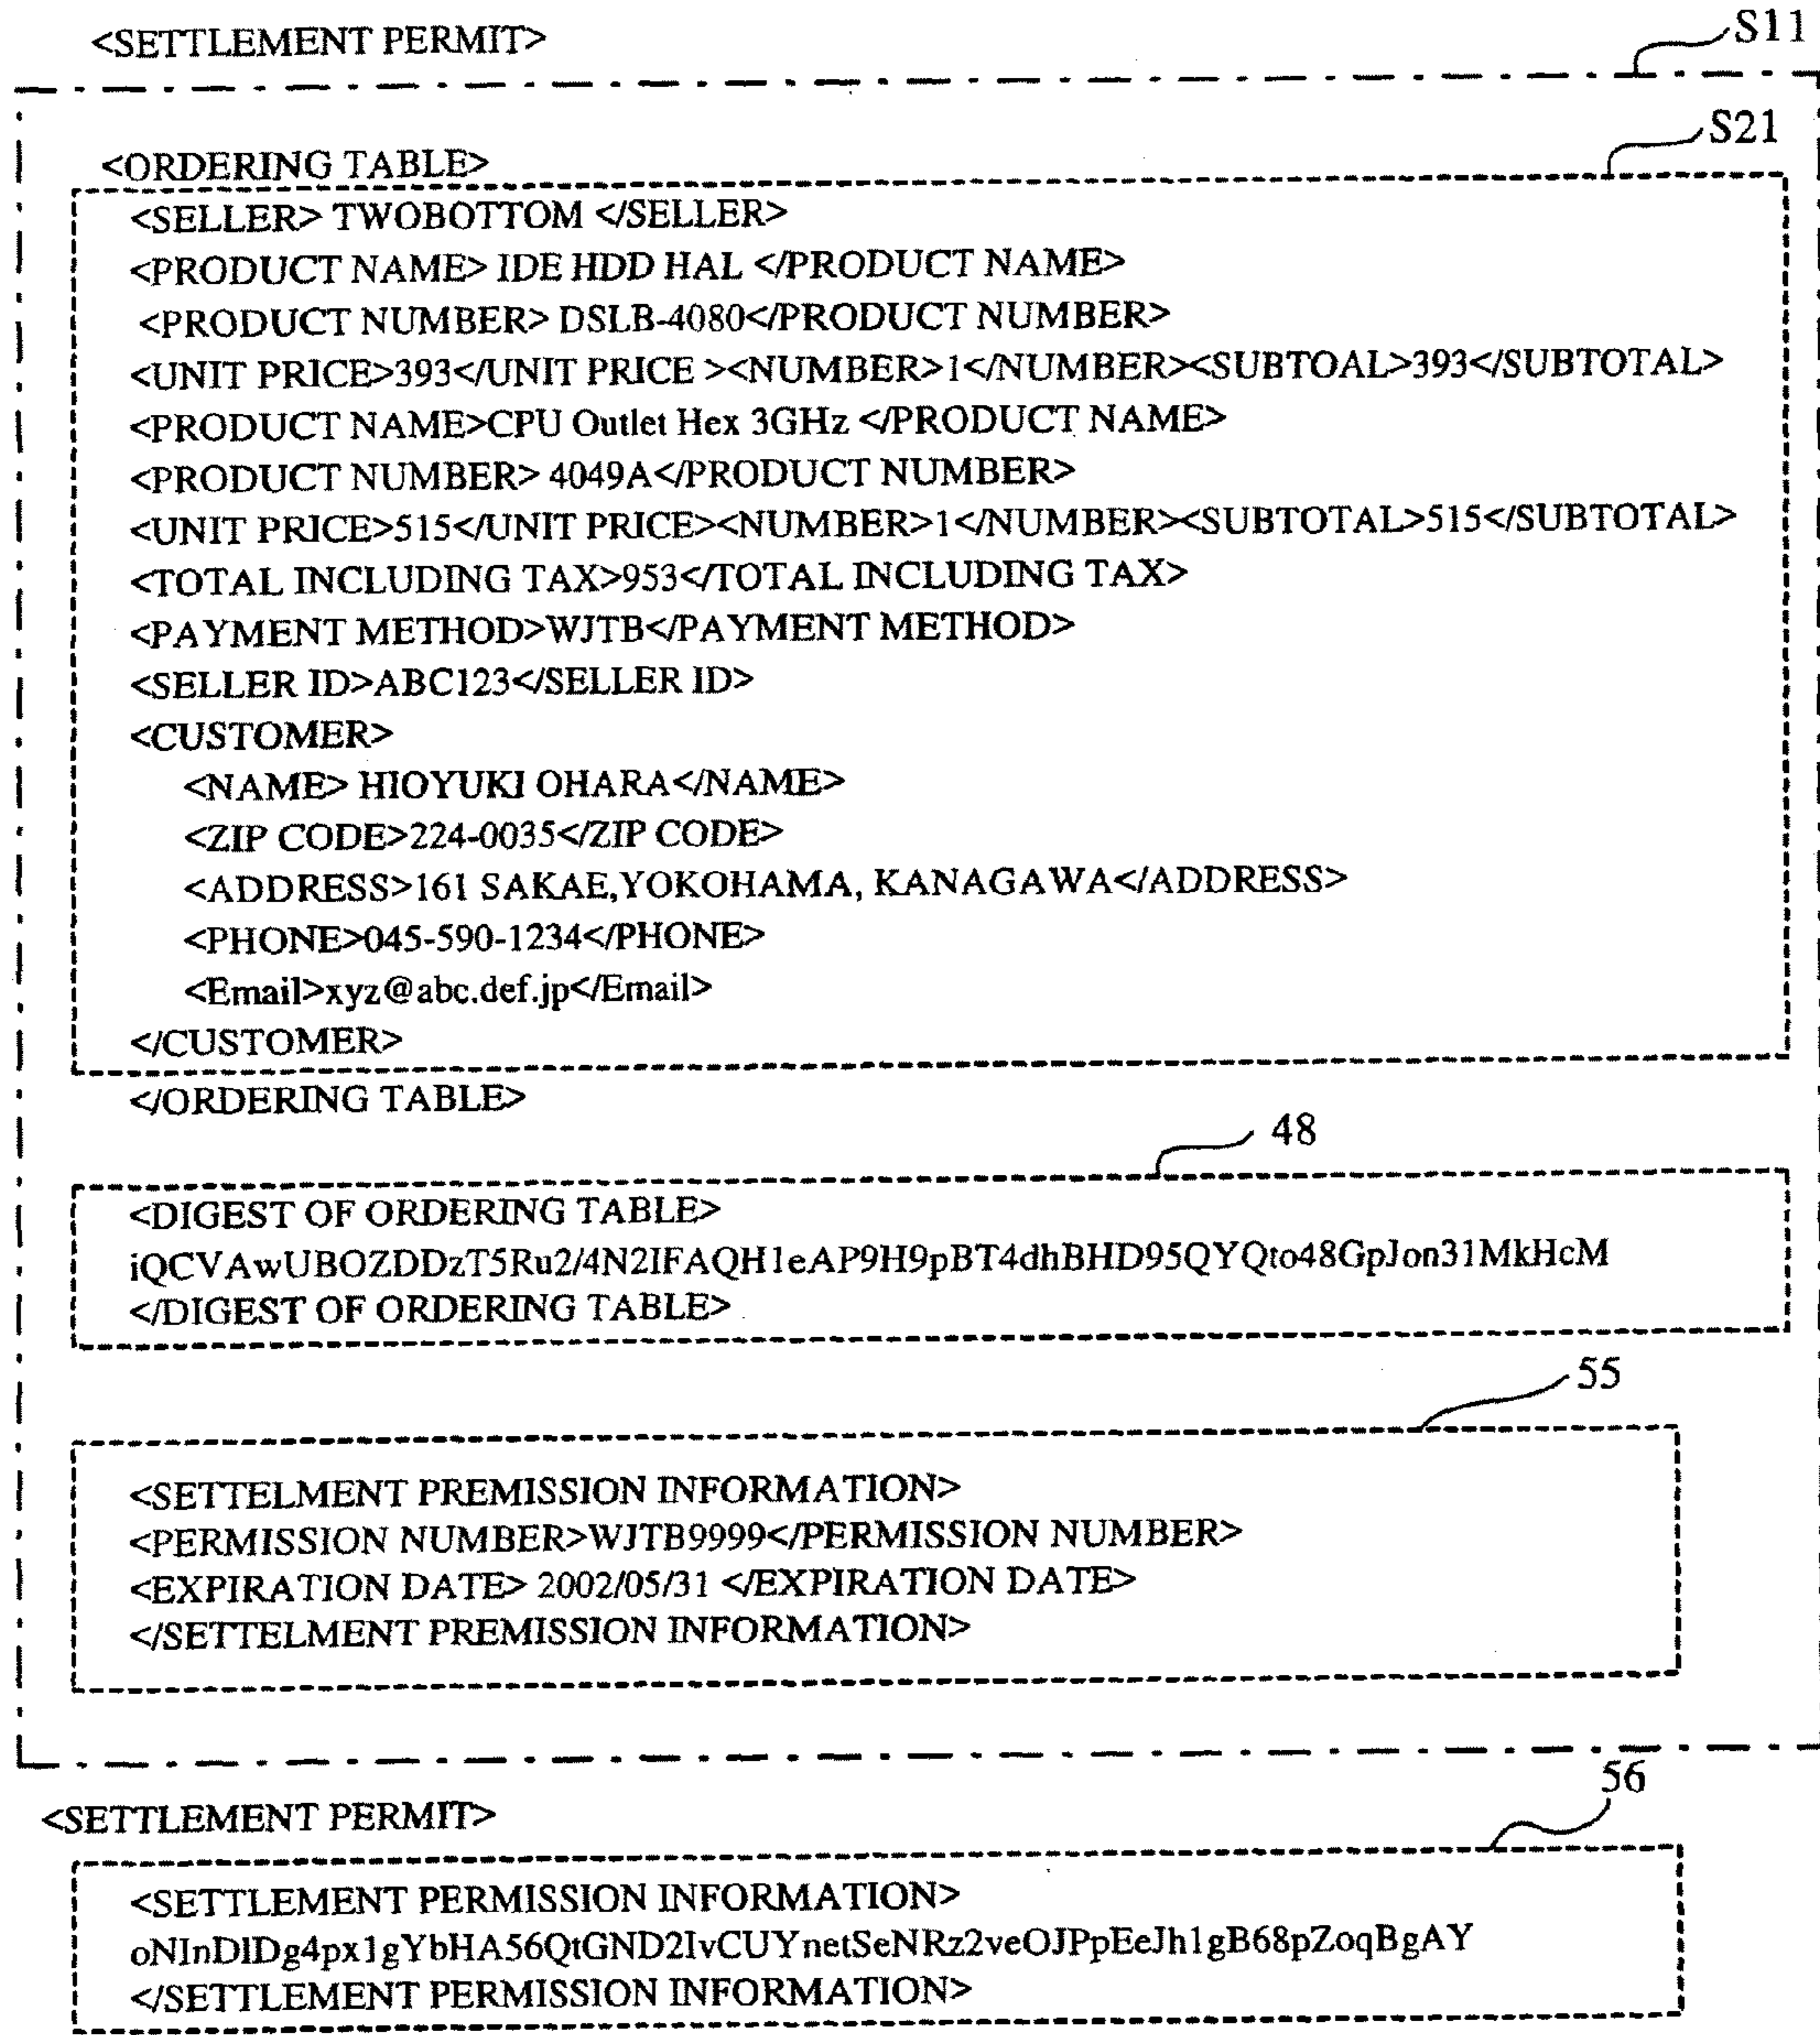 <SETTLEMENT PERMIT>
S11
S21
<ORDERING TABLE>
<SELLER> TWOBOTTOM </SELLER>
<PRODUCT NAME> IDE HDD HAL </PRODUCT NAME>
<PRODUCT NUMBER> DSLB-4080</PRODUCT NUMBER>
<UNIT PRICE>393</UNIT PRICE ><NUMBER>1</NUMBER><SUBTOAL>393</SUBTOTAL>
<PRODUCT NAME>CPU Outlet Hex 3GHz </PRODUCT NAME>
<PRODUCT NUMBER> 4049A</PRODUCT NUMBER>
<UNIT PRICE>515</UNIT PRICE><NUMBER>1</NUMBER><SUBTOTAL>515</SUBTOTAL>
<TOTAL INCLUDING TAX>953</TOTAL INCLUDING TAX>
<PAYMENT METHOD>WJTB</PAYMENT METHOD>
<SELLER ID>ABC123</SELLER ID>
<CUSTOMER>
<NAME> HIOYUKI OHARA</NAME>
<ZIP CODE>224-0035</ZIP CODE>
<ADDRESS>161 SAKAE,YOKOHAMA, KANAGAWA</ADDRESS>
<PHONE>045-590-1234</PHONE>
<Email>xyz@abc.def.jp</Email>
</CUSTOMER>
</ORDERING TABLE>
48
<DIGEST OF ORDERING TABLE>
iQCVAwUBOZDDzT5Ru2/4N2IFAQH1eAP9H9pBT4dhBHD95QYQto48GpJon31MkHcM
</DIGEST OF ORDERING TABLE>
55
<SETTELMENT PREMISSION INFORMATION>
<PERMISSION NUMBER>WJTB9999</PERMISSION NUMBER>
<EXPIRATION DATE> 2002/05/31 </EXPIRATION DATE>
</SETTELMENT PREMISSION INFORMATION>
<SETTLEMENT PERMIT>
56
<SETTLEMENT PERMISSION INFORMATION>
oNInDlDg4px1gYbHA56QtGND2IvCUYnetSeNRz2veOJPpEeJh1gB68pZoqBgAY
</SETTLEMENT PERMISSION INFORMATION>